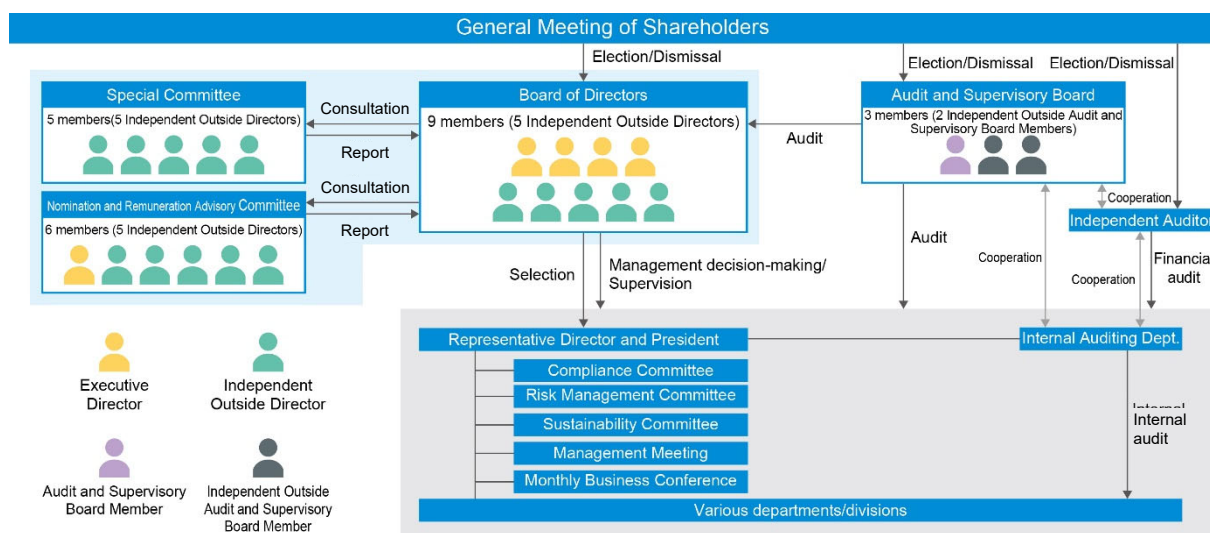 General Meeting of Shareholders
Election/Dismissal
Election/Dismissal
Election/Dismissal
Special Committee
5 members(5 Independent Outside Directors)
Consultation
Report
Board of Directors
9 members (5 Independent Outside Directors)
Audit
Audit and Supervisory Board
3 members (2 Independent Outside Audit and
Supervisory Board Members)
Nomination and Remuneration Advisory Committee
6 members (5 Independent Outside Directors)
Consultation
Report
Cooperation
Independent Auditor
Selection
Management decision-making/
Supervision
Audit
Cooperation
Cooperation
Financia
audit
Representative Director and President
Internal Auditing Dept.
Compliance Committee
Risk Management Committee
Sustainability Committee
Management Meeting
Monthly Business Conference
Internal
Internal
audit
Various departments/divisions
Executive
Director
Independent
Outside Director
Audit and Supervisory
Board Member
Independent Outside
Audit and Supervisory
Board Member